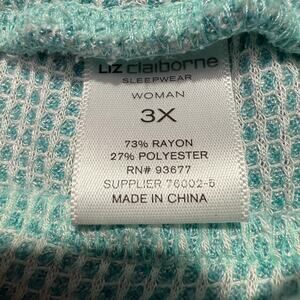 Liz claiborne
SLEEPWEAR
WOMAN
3X
73% RAYON
27% POLYESTER
RN# 93677
SUPPLIER 76002-5
MADE IN CHINA